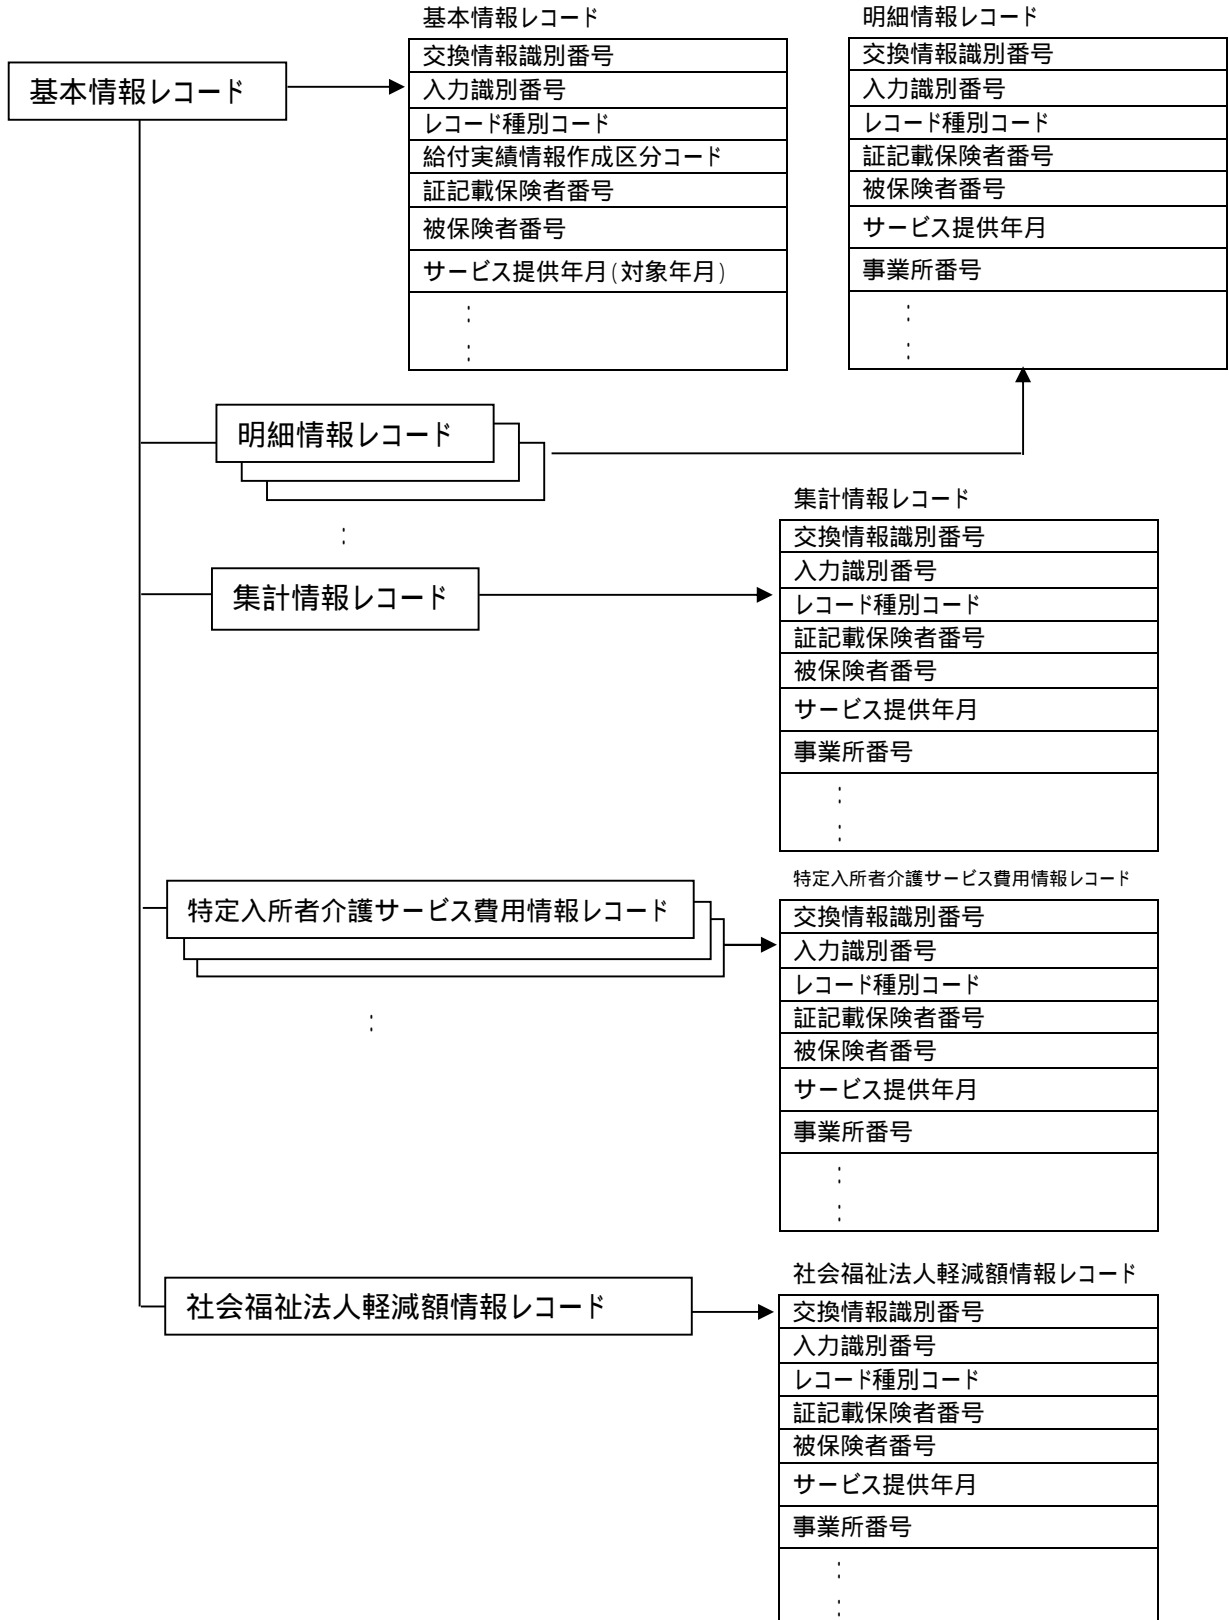 基本情報レコード
基本情報レコード
交換情報識別番号
入力識別番号
レコード種別コード
給付実績情報作成区分コード
証記載保険者番号
被保険者番号
サービス提供年月(対象年月)
:
:
明細情報レコード
交換情報識別番号
入力識別番号
レコード種別コード
証記載保険者番号
被保険者番号
サービス提供年月
事業所番号
:
:
明細情報レコード
:
集計情報レコード
集計情報レコード
交換情報識別番号
入力識別番号
レコード種別コード
証記載保険者番号
被保険者番号
サービス提供年月
事業所番号
:
:
特定入所者介護サービス費用情報レコード
:
特定入所者介護サービス費用情報レコード
交換情報識別番号
入力識別番号
レコード種別コード
証記載保険者番号
被保険者番号
サービス提供年月
事業所番号
:
:
社会福祉法人軽減額情報レコード
社会福祉法人軽減額情報レコード
交換情報識別番号
入力識別番号
レコード種別コード
証記載保険者番号
被保険者番号
サービス提供年月
事業所番号
:
: